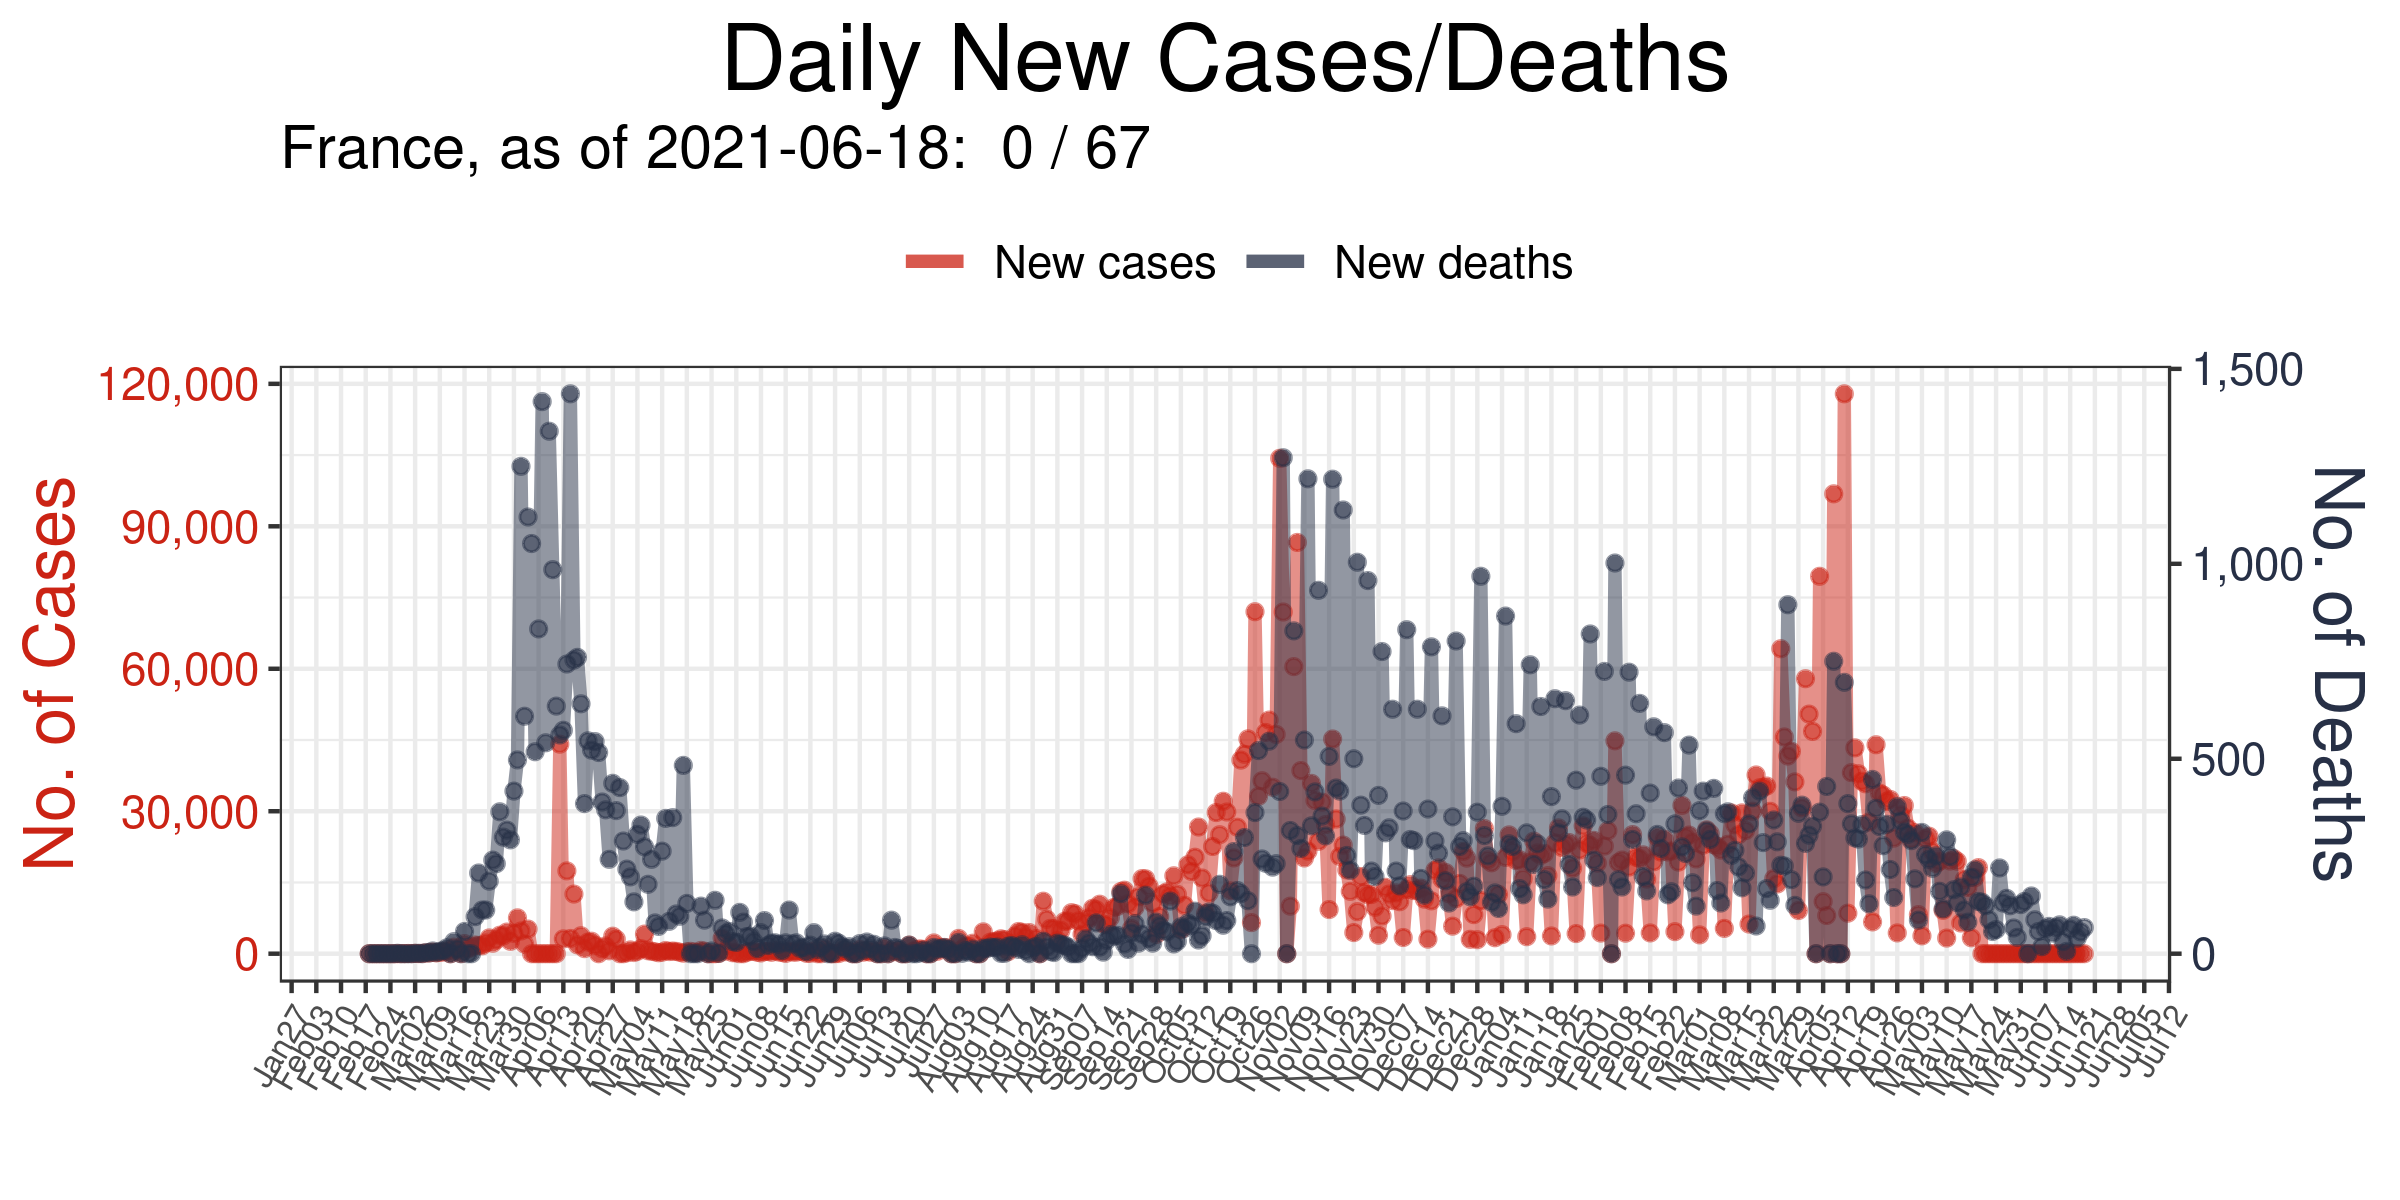 Daily New Cases/Deaths
France, as of 2021-06-18: 0 / 67
New cases
New deaths
No. of Cases
120,000
90,000
60,000
30,000
0
1,500
1,000
500
0
No. of Deaths
Jan27
Feb03
Feb10
Feb17
Feb24
Mar02
Mar09
Mar16
Mar23
Mar30
Apr06
Apr13
Apr20
Apr27
May04
May11
May18
May25
Jun01
Jun08
Jun15
Jun22
Jun29
Jul06
Jul13
Jul20
Jul27
Aug03
Aug10
Aug17
Aug24
Aug31
Sep07
Sep14
Sep21
Sep28
Oct05
Oct12
Oct19
Oct26
Nov02
Nov09
Nov16
Nov23
Nov30
Dec07
Dec14
Dec21
Dec28
Jan04
Jan11
Jan18
Jan25
Feb01
Feb08
Feb15
Feb22
Mar01
Mar08
Mar15
Mar22
Mar29
Apr05
Apr12
Apr19
Apr26
May03
May10
May17
May24
May31
Jun07
Jun14
Jun21
Jun28
Jul05
Jul12